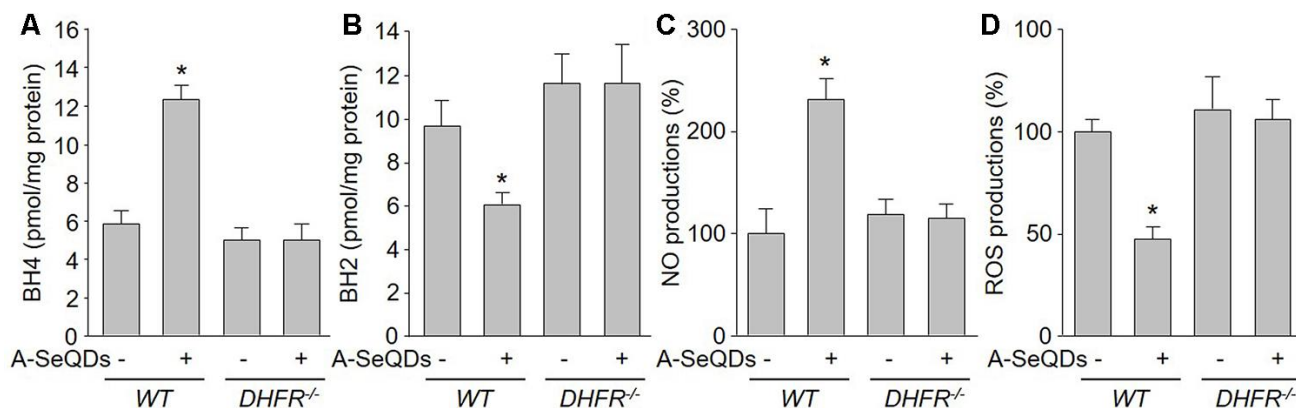 A
BH4 (pmol/mg protein)
16
14
12
10
8
6
4
2
0
*
A-SeQDs - + - +
WT DHFR-/-
B
BH2 (pmol/mg protein)
14
12
10
8
6
4
2
0
*
- + - +
WT DHFR-/-
C
NO productions (%)
300
200
100
0
*
A-SeQDs - + - +
WT DHFR-/-
D
ROS productions (%)
100
100
50
0
*
A-SeQDs - + - +
WT DHFR-/-